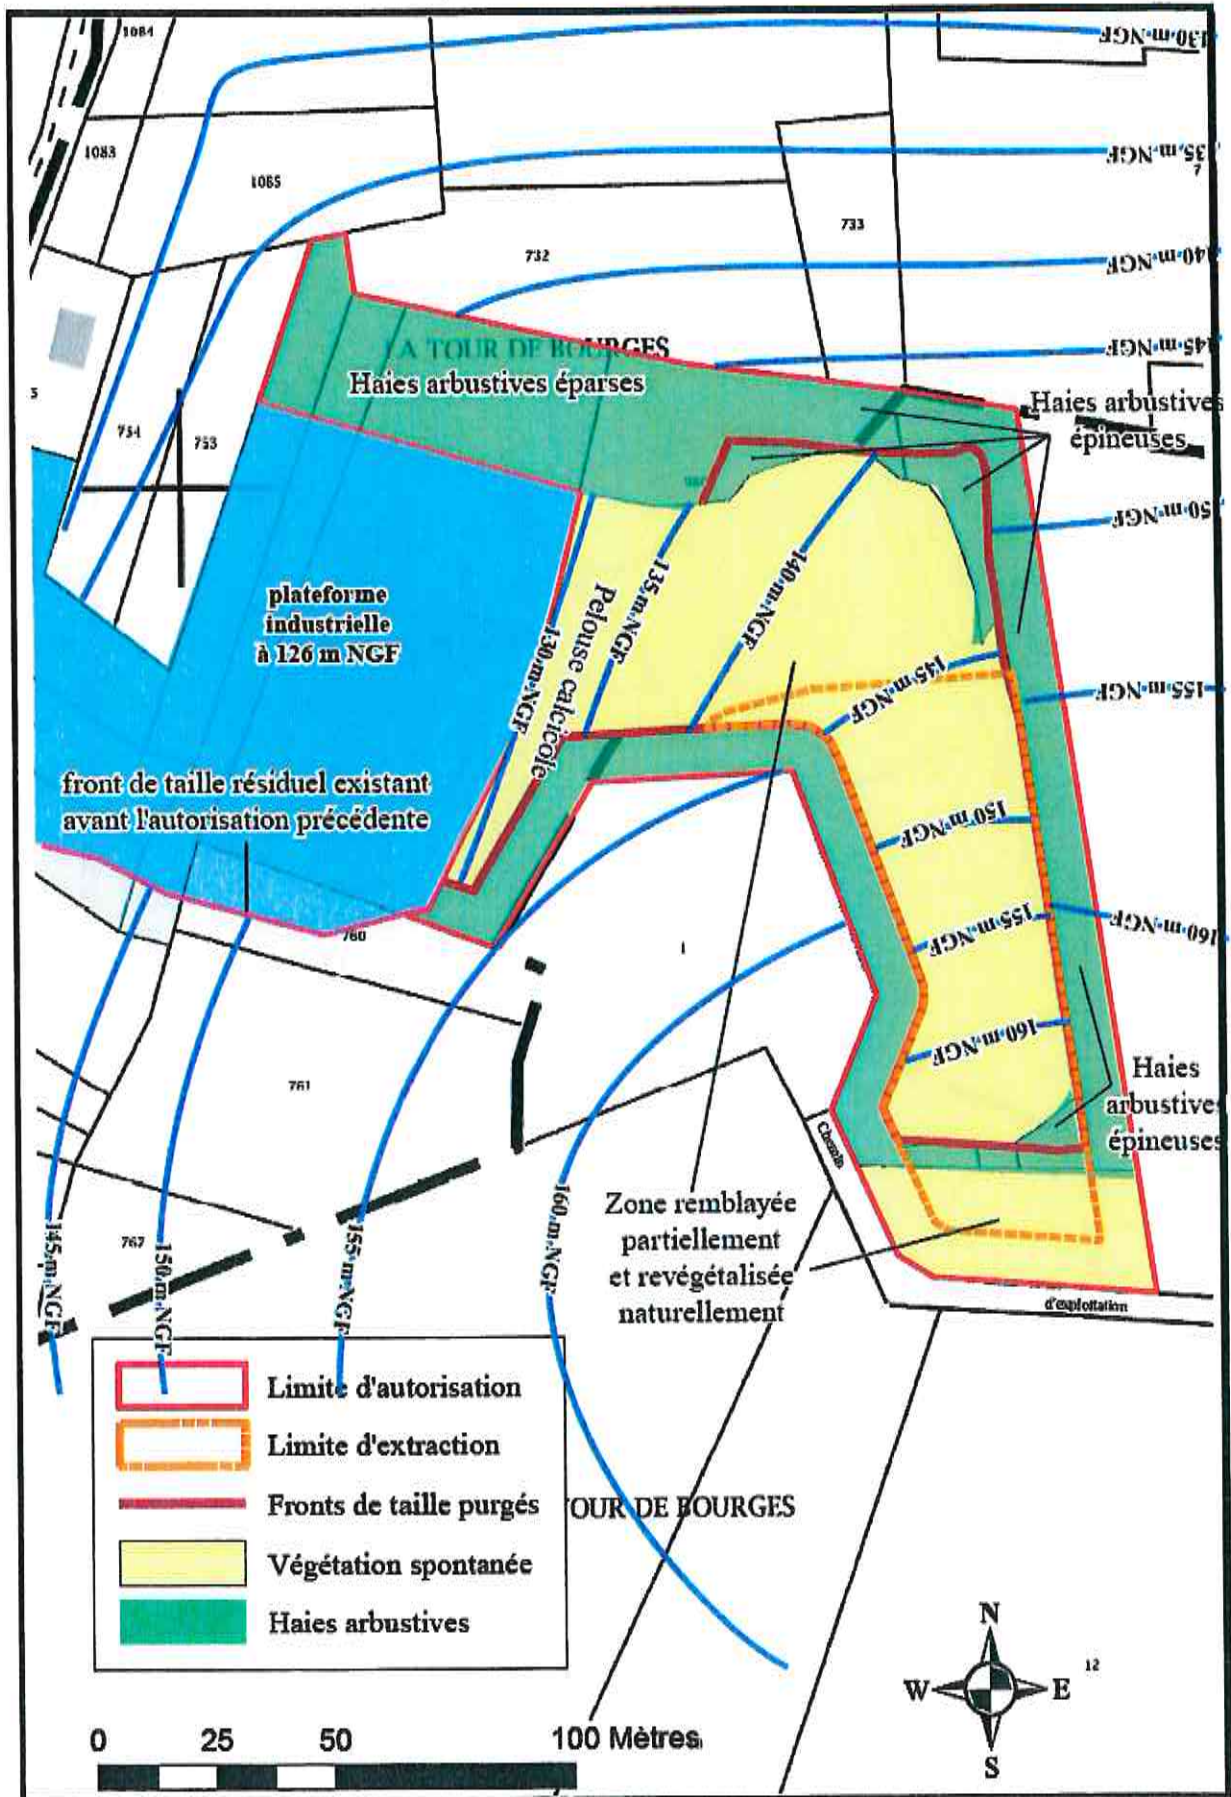 1084
130 m NGF
1083
135 m NGF
7
1085
733
732
140 m NGF
LA TOUR DE BOURGES
145 m NGF
Haies arbustives éparses
Haies arbustives
épineuses
734
753
150 m NGF
plateforme
industrielle
à 126 m NGF
130 m NGF
Pelouse calcicole
135 m NGF
140 m NGF
145 m NGF
155 m NGF
front de taille résiduel existant
avant l'autorisation précédente
150 m NGF
155 m NGF
160 m NGF
760
1
160 m NGF
761
Haies
arbustives
épineuses
Chemin
Zone remblayée
partiellement
et revégétalisée
naturellement
145 m NGF
767
150 m NGF
155 m NGF
160 m NGF
d'exploitation
Limite d'autorisation
Limite d'extraction
Fronts de taille purgés
TOUR DE BOURGES
Végétation spontanée
Haies arbustives
N
W
E
S
12
0 25 50 100 Mètres